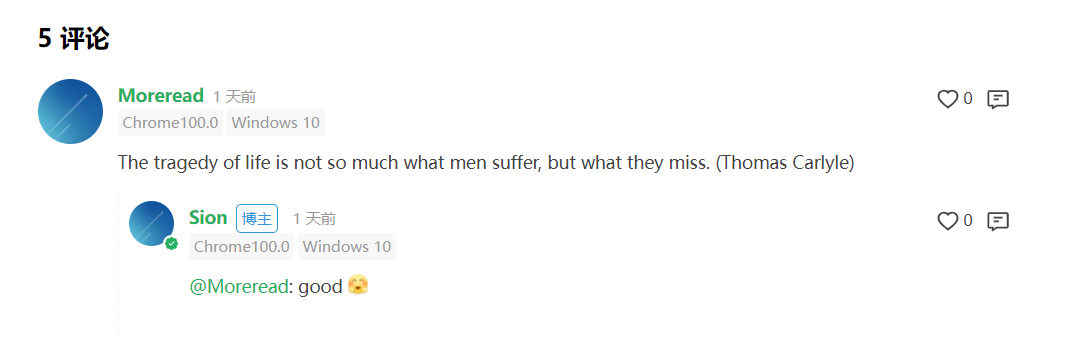 5 评论
Moreread 1 天前 0
Chrome100.0 Windows 10
The tragedy of life is not so much what men suffer, but what they miss. (Thomas Carlyle)
Sion 博主 1 天前 0
Chrome100.0 Windows 10
@Moreread: good